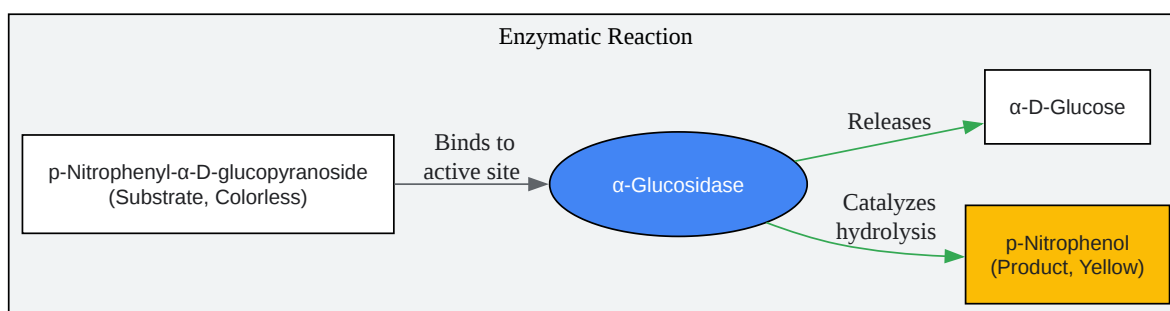 Enzymatic Reaction
p-Nitrophenyl-α-D-glucopyranoside
(Substrate, Colorless)
Binds to
active site
α-Glucosidase
Releases
α-D-Glucose
Catalyzes
hydrolysis
p-Nitrophenol
(Product, Yellow)